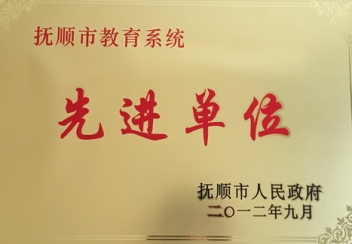 抚顺市教育系统
先进单位
抚顺市人民政府
二〇一二年九月